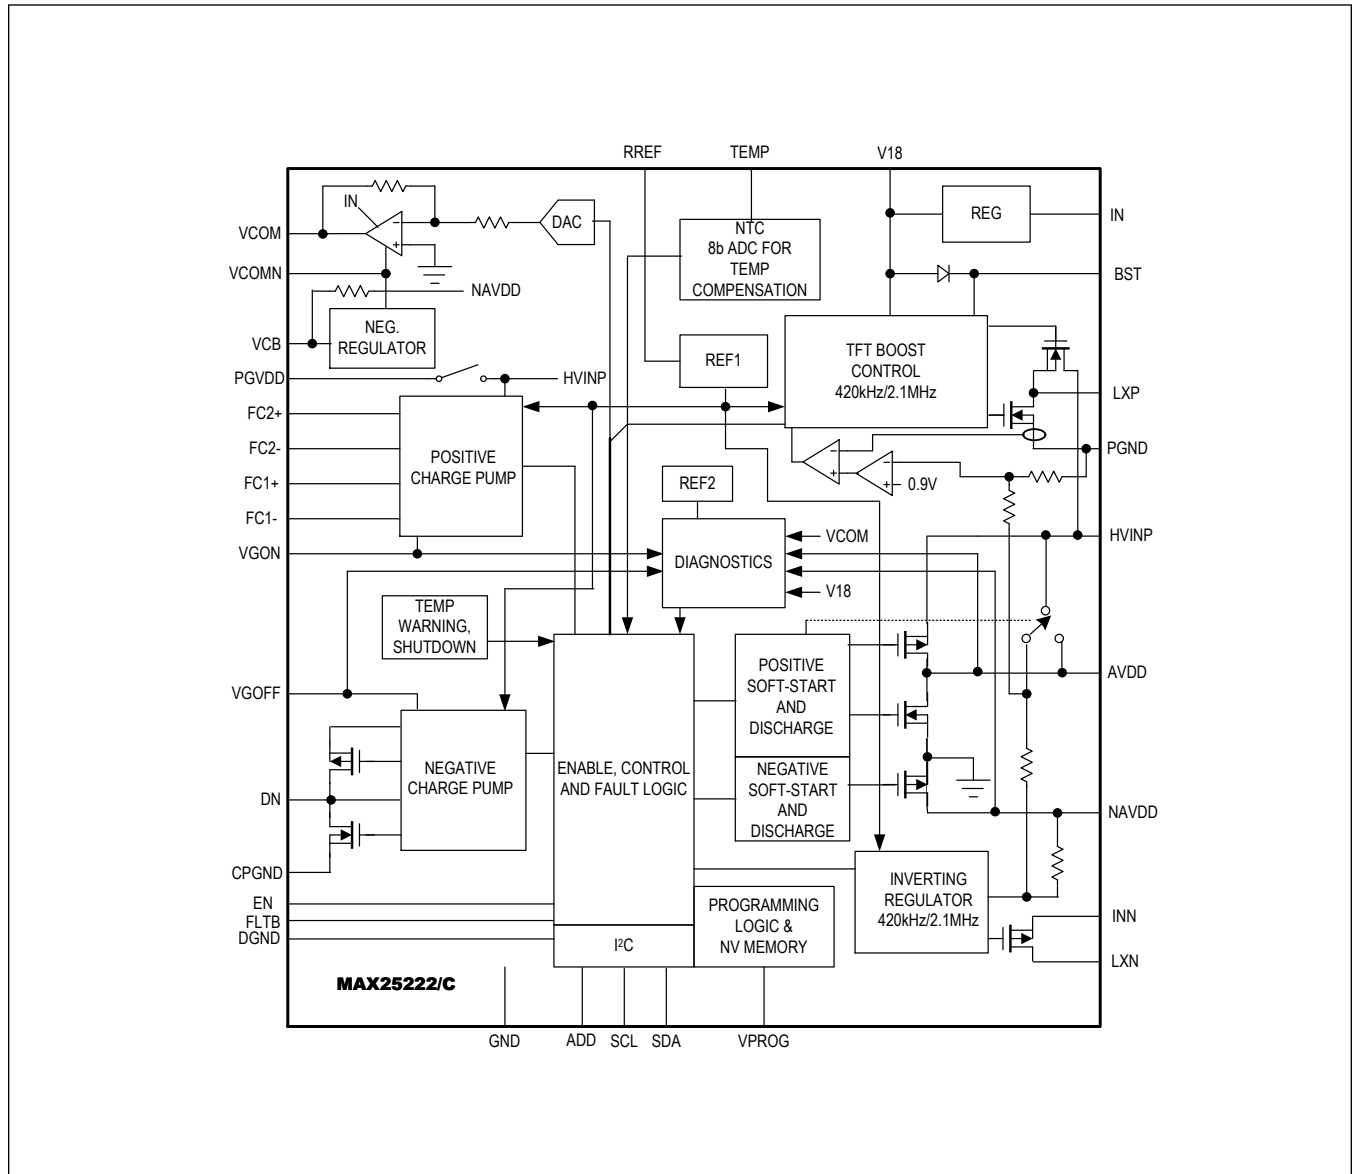 RREF
TEMP
V18
IN
DAC
REG
IN
VCOM
NTC
8b ADC FOR
TEMP
COMPENSATION
VCOMN
BST
NAVDD
NEG.
REGULATOR
VCB
REF1
TFT BOOST
CONTROL
420kHz/2.1MHz
PGVDD
HVINP
LXP
FC2+
FC2-
POSITIVE
CHARGE PUMP
PGND
FC1+
REF2
0.9V
FC1-
VCOM
HVINP
VGON
DIAGNOSTICS
V18
TEMP
WARNING,
SHUTDOWN
POSITIVE
SOFT-START
AND
DISCHARGE
AVDD
VGOFF
NEGATIVE
CHARGE PUMP
ENABLE, CONTROL
AND FAULT LOGIC
NEGATIVE
SOFT-START
AND
DISCHARGE
DN
NAVDD
CPGND
INVERTING
REGULATOR
420kHz/2.1MHz
EN
FLTB
DGND
PROGRAMMING
LOGIC &
NV MEMORY
INN
I²C
LXN
MAX25222/C
GND
ADD
SCL
SDA
VPROG
- + - + - +